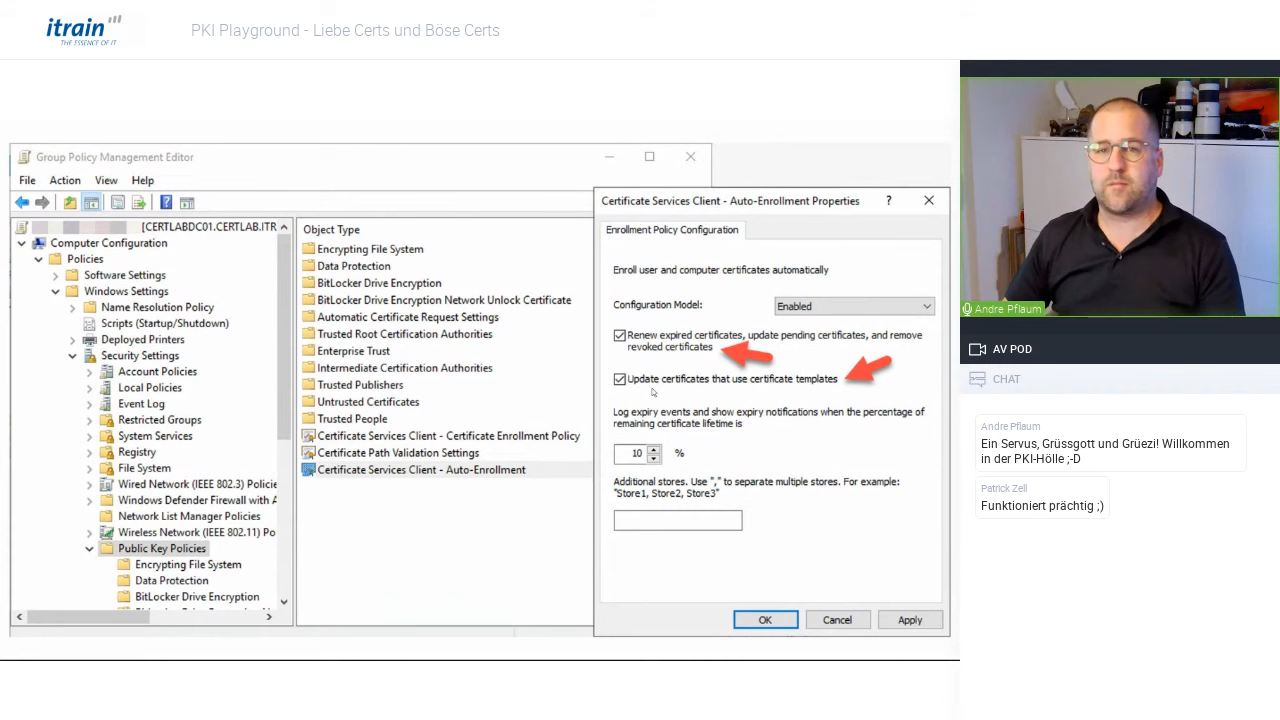 itrain
THE ESSENCE OF IT
PKI Playground - Liebe Certs und Böse Certs
Group Policy Management Editor
File Action View Help
[CERTLABDC01.CERTLAB.ITR
Computer Configuration
Policies
Software Settings
Windows Settings
Name Resolution Policy
Scripts (Startup/Shutdown)
Deployed Printers
Security Settings
Account Policies
Local Policies
Event Log
Restricted Groups
System Services
Registry
File System
Wired Network (IEEE 802.3) Policie
Windows Defender Firewall with A
Network List Manager Policies
Wireless Network (IEEE 802.11) Po
Public Key Policies
Encrypting File System
Data Protection
BitLocker Drive Encryption
Object Type
Encrypting File System
Data Protection
BitLocker Drive Encryption
BitLocker Drive Encryption Network Unlock Certificate
Automatic Certificate Request Settings
Trusted Root Certification Authorities
Enterprise Trust
Intermediate Certification Authorities
Trusted Publishers
Untrusted Certificates
Trusted People
Certificate Services Client - Certificate Enrollment Policy
Certificate Path Validation Settings
Certificate Services Client - Auto-Enrollment
Certificate Services Client - Auto-Enrollment Properties
?
Enrollment Policy Configuration
Enroll user and computer certificates automatically
Configuration Model: Enabled
Renew expired certificates, update pending certificates, and remove
revoked certificates
Update certificates that use certificate templates
Log expiry events and show expiry notifications when the percentage of
remaining certificate lifetime is
10 %
Additional stores. Use "," to separate multiple stores. For example:
"Store1, Store2, Store3"
OK Cancel Apply
Andre Pflaum
AV POD
CHAT
Andre Pflaum
Ein Servus, Grüssgott und Grüezi! Willkommen
in der PKI-Hölle ;-D
Patrick Zell
Funktioniert prächtig ;)